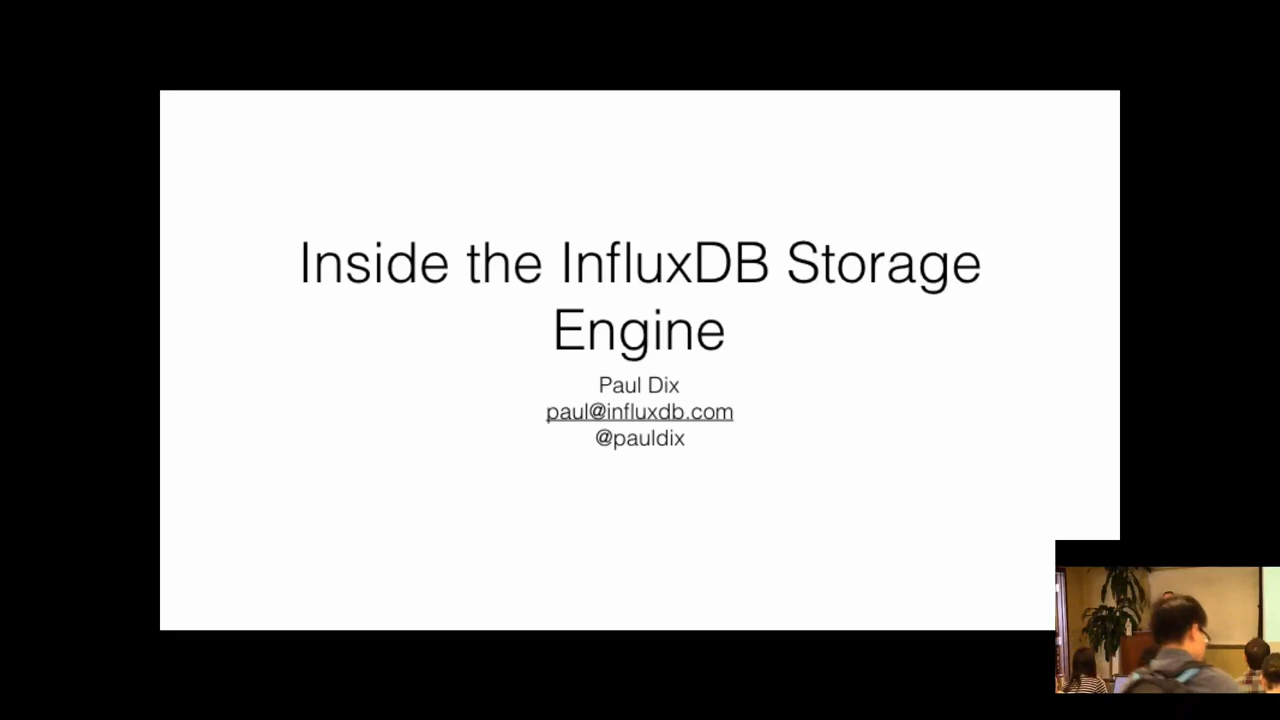 Inside the InfluxDB Storage
Engine
Paul Dix
paul@influxdb.com
@pauldix